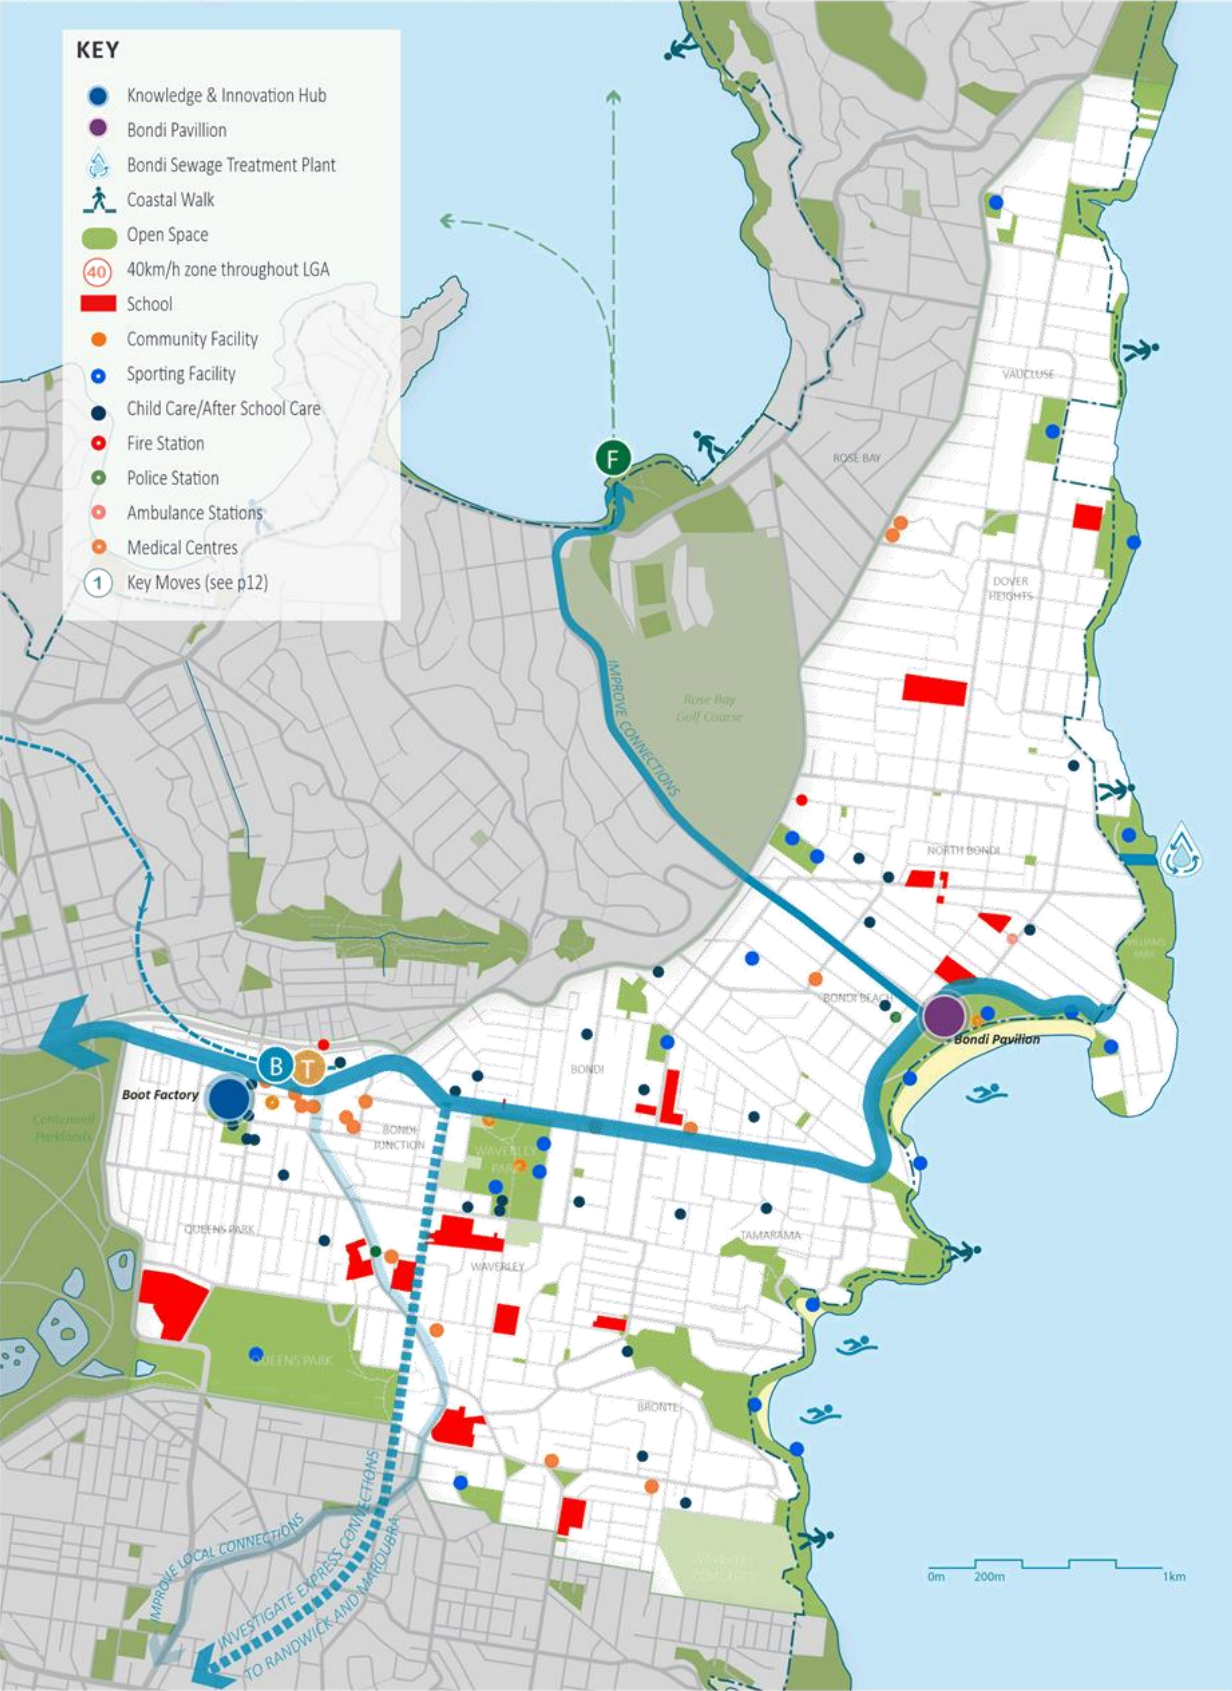 KEY
Knowledge & Innovation Hub
Bondi Pavillion
Bondi Sewage Treatment Plant
Coastal Walk
Open Space
40
40km/h zone throughout LGA
School
Community Facility
Sporting Facility
Child Care/After School Care
Fire Station
Police Station
Ambulance Stations
Medical Centres
1
Key Moves (see p12)
VAUCLUSE
F
ROSE BAY
DOVER
HEIGHTS
IMPROVE CONNECTIONS
Rose Bay
Golf Course
NORTH BONDI
WILLIAMS
PARK
BONDI BEACH
Bondi Pavilion
B
T
BONDI
Boot Factory
Centennial
Parklands
BONDI
JUNCTION
WAVERLEY
PARK
QUEENS PARK
TAMARAMA
WAVERLEY
QUEENS PARK
BRONTE
WAVERLEY
CEMETERY
IMPROVE LOCAL CONNECTIONS
INVESTIGATE EXPRESS CONNECTIONS
TO RANDWICK AND MAROUBRA
0m
200m
1km